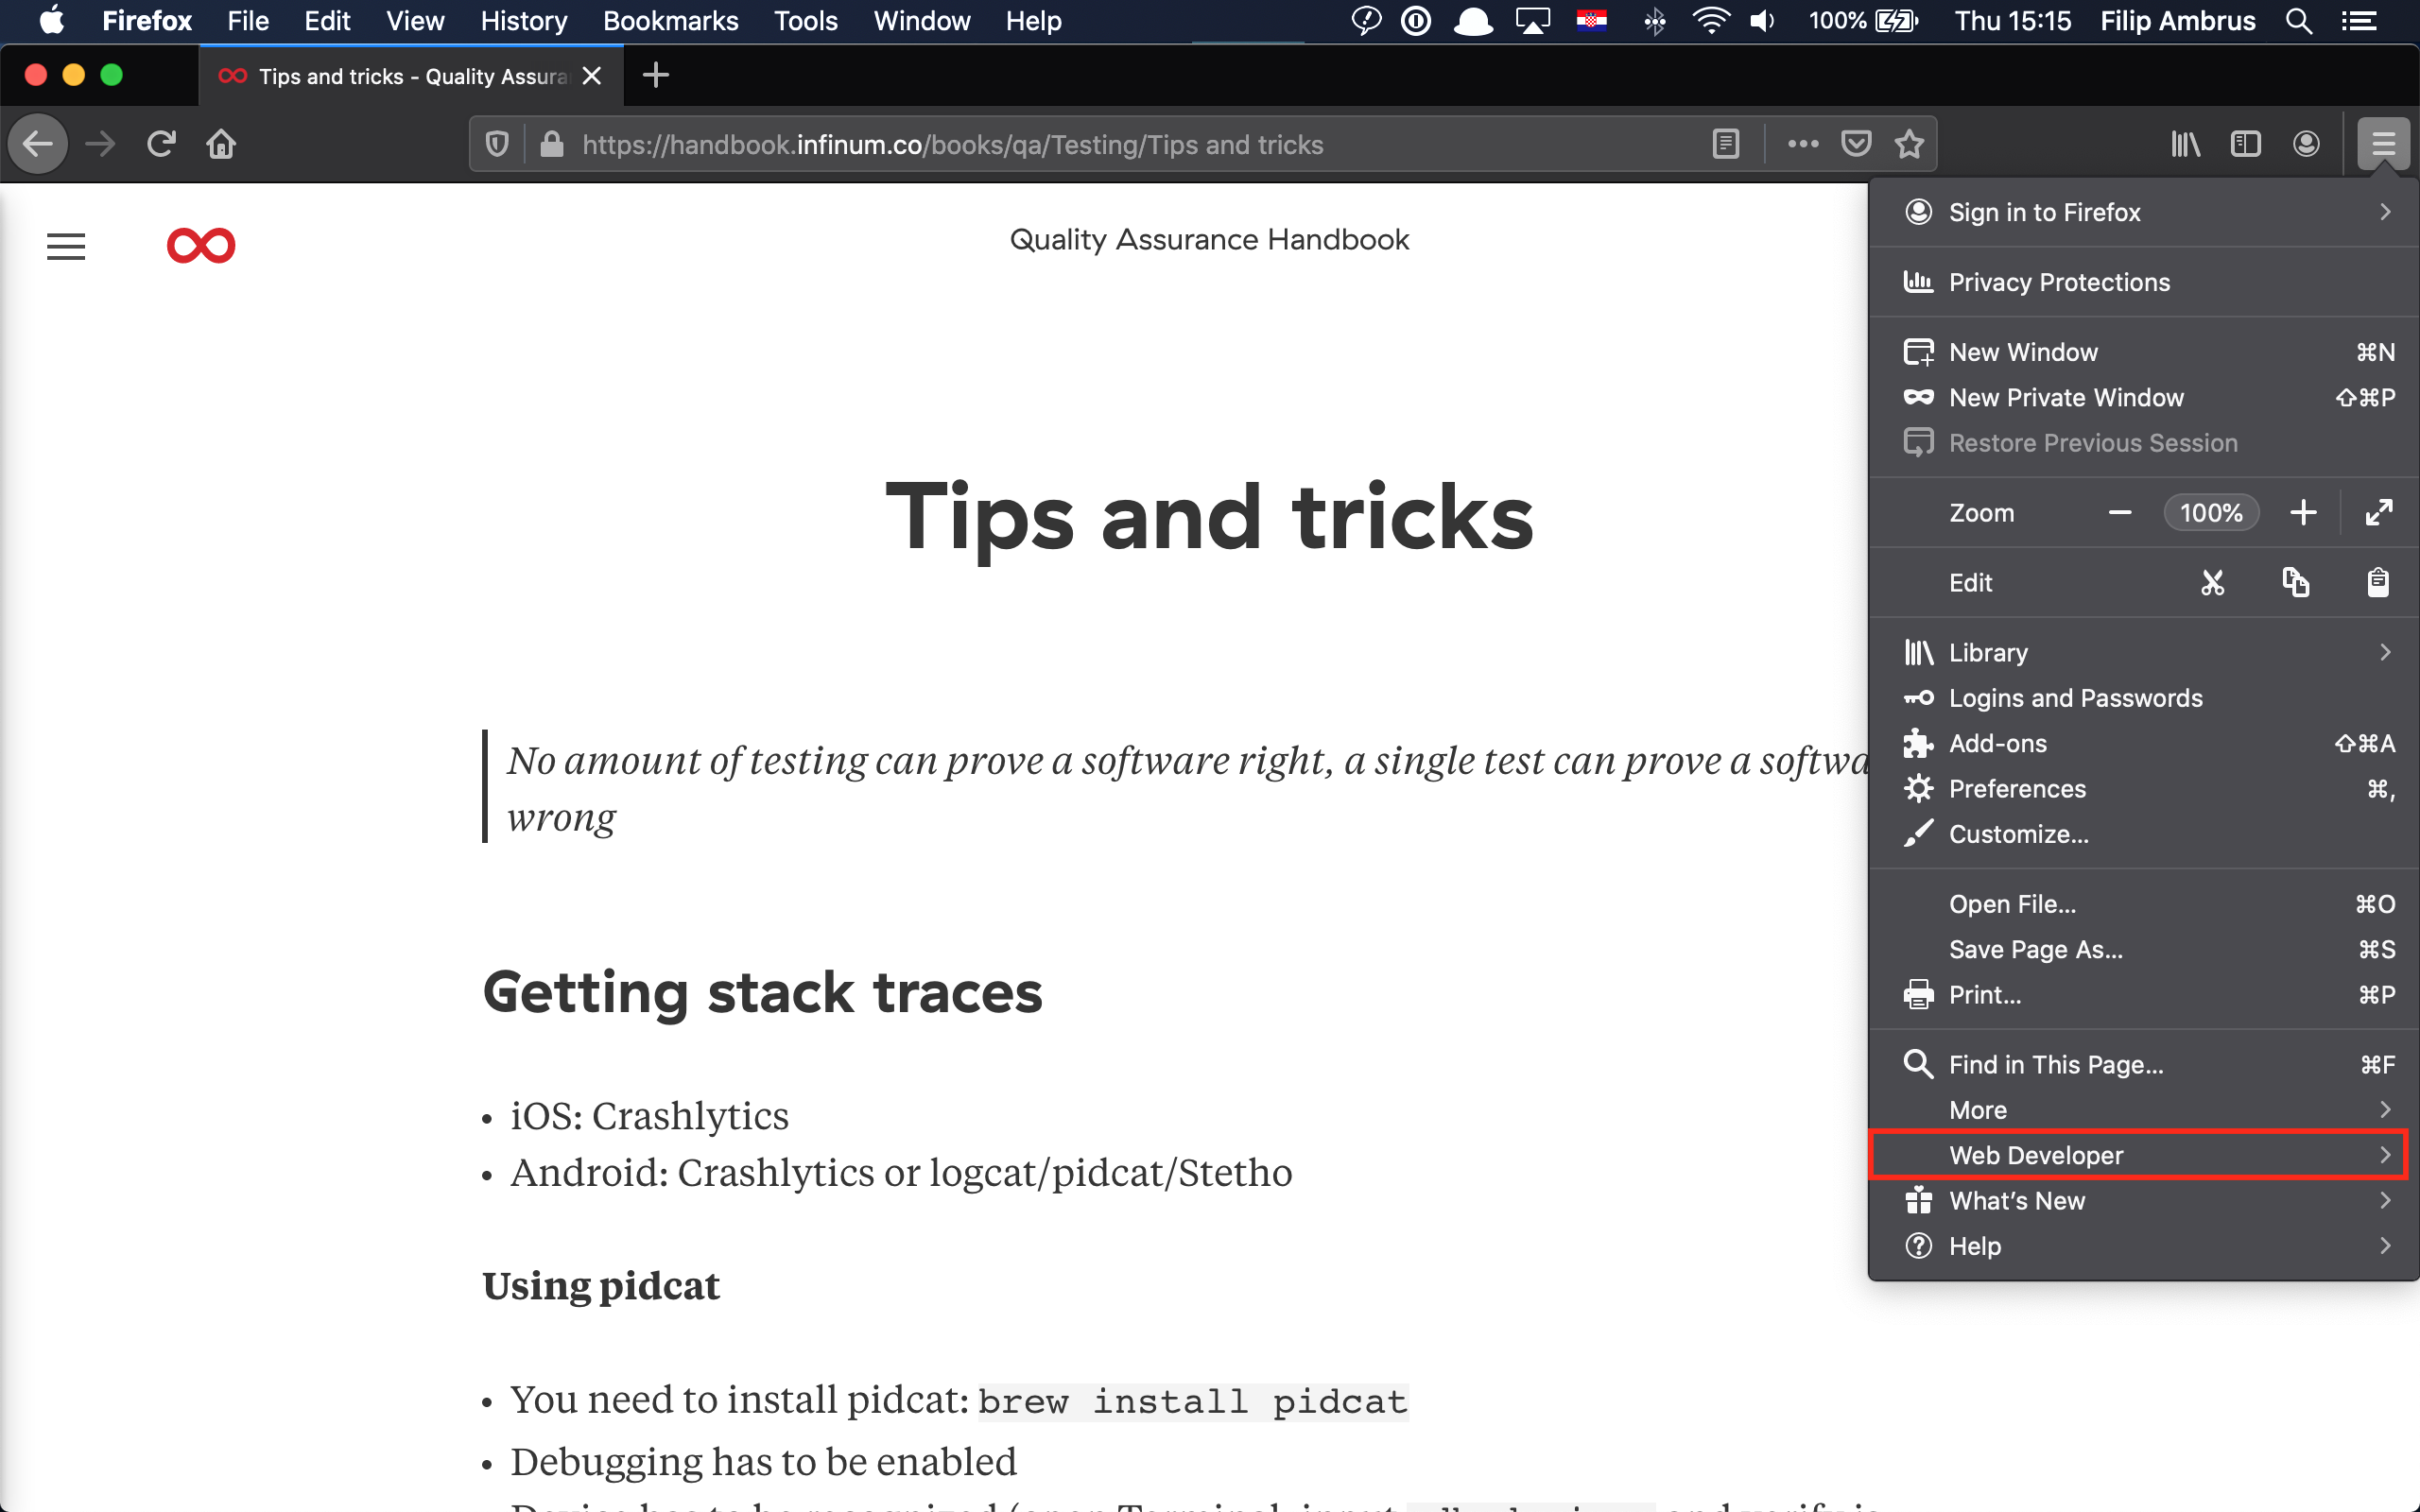 Firefox File Edit View History Bookmarks Tools Window Help 100% Thu 15:15 Filip Ambrus
Tips and tricks - Quality Assura
https://handbook.infinum.co/books/qa/Testing/Tips and tricks
Quality Assurance Handbook
Tips and tricks
No amount of testing can prove a software right, a single test can prove a softwa
wrong
Getting stack traces
• iOS: Crashlytics
• Android: Crashlytics or logcat/pidcat/Stetho
Using pidcat
• You need to install pidcat: brew install pidcat
• Debugging has to be enabled
Sign in to Firefox
Privacy Protections
New Window ⌘N
New Private Window ⇧⌘P
Restore Previous Session
Zoom − 100% +
Edit
Library
Logins and Passwords
Add-ons ⇧⌘A
Preferences ⌘,
Customize...
Open File... ⌘O
Save Page As... ⌘S
Print... ⌘P
Find in This Page... ⌘F
More
Web Developer
What's New
Help